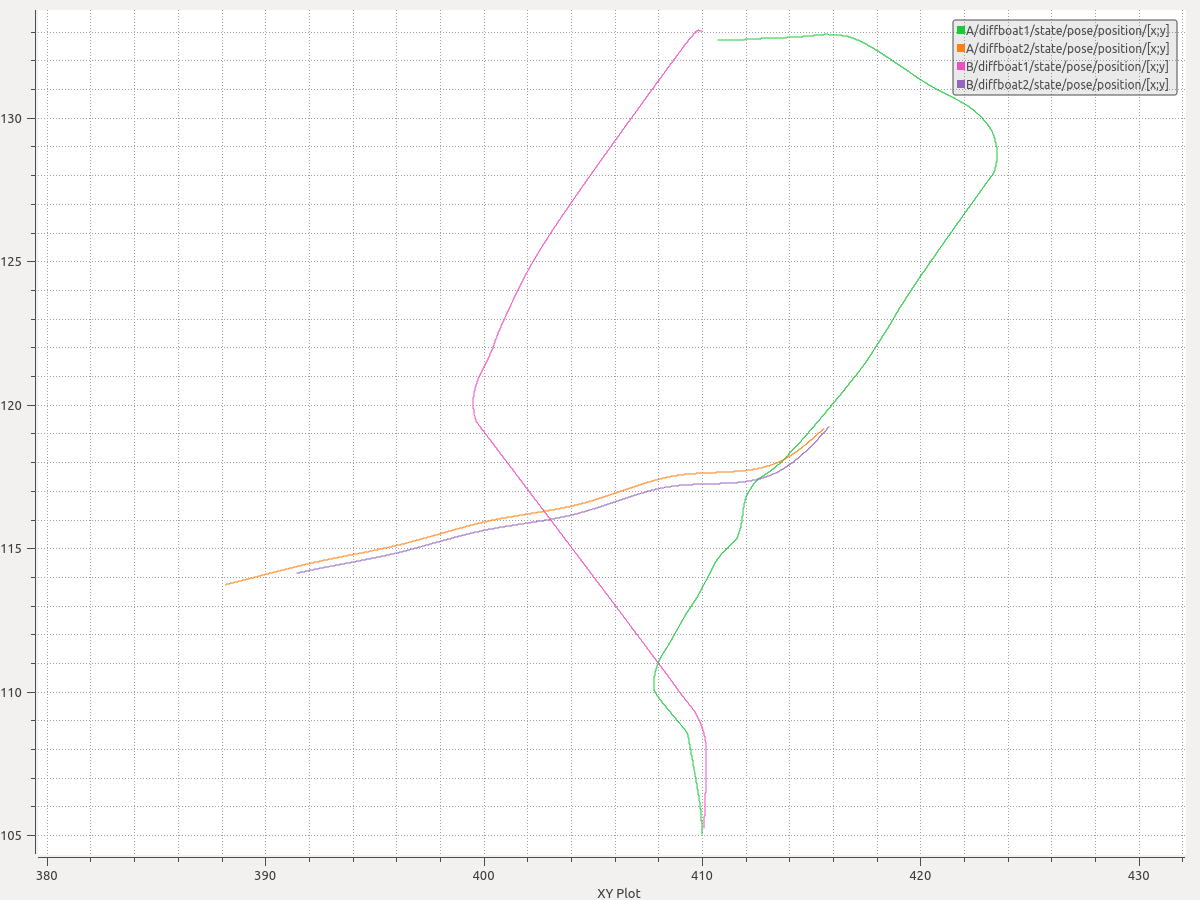 A/diffboat1/state/pose/position/[x;y]
A/diffboat2/state/pose/position/[x;y]
B/diffboat1/state/pose/position/[x;y]
B/diffboat2/state/pose/position/[x;y]
130
125
120
115
110
105
380 390 400 410 420 430
XY Plot